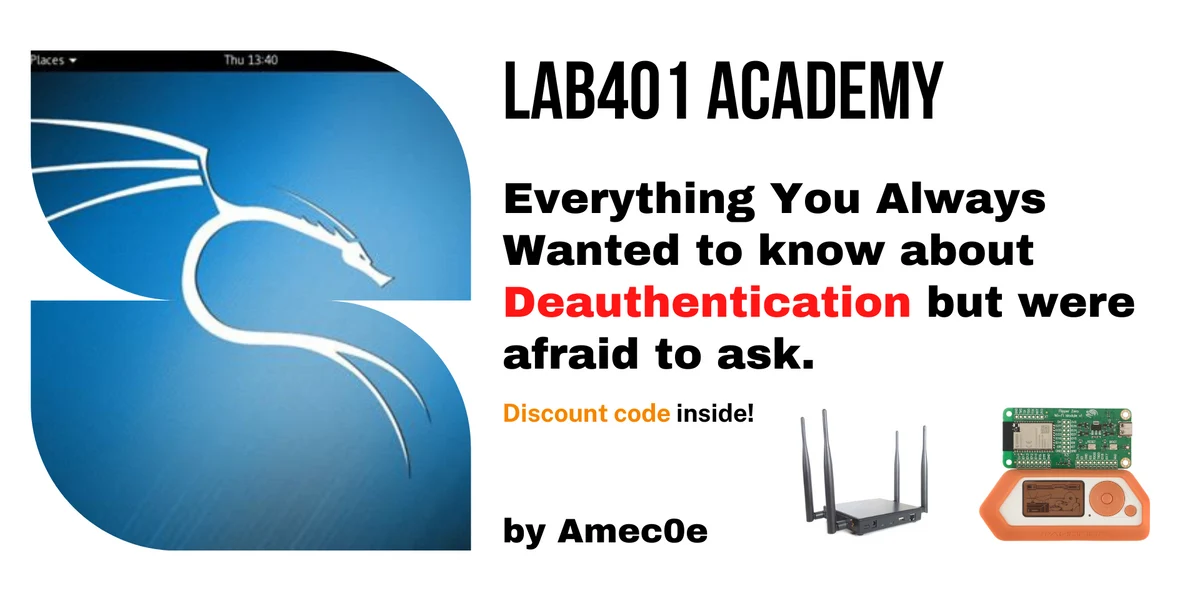 Places
Thu 13:40
LAB401 ACADEMY
Everything You Always
Wanted to know about
Deauthentication but were
afraid to ask.
Discount code inside!
by Amec0e